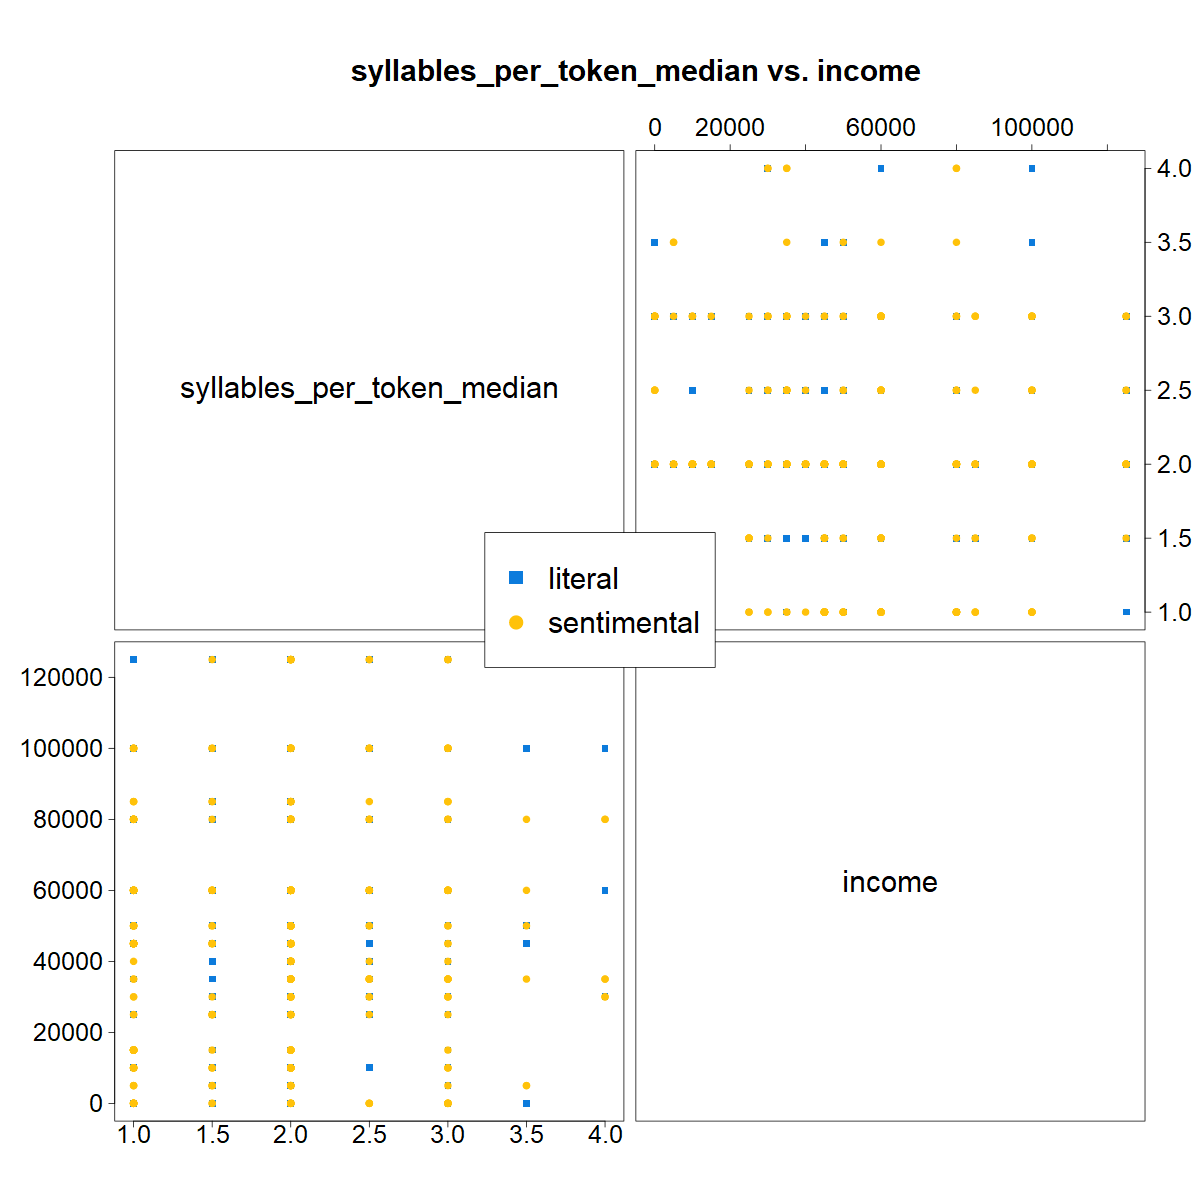 syllables_per_token_median vs. income
0 20000 60000 100000
4.0
3.5
3.0
2.5
2.0
1.5
1.0
syllables_per_token_median
literal
sentimental
120000
100000
80000
60000
40000
20000
0
income
1.0 1.5 2.0 2.5 3.0 3.5 4.0